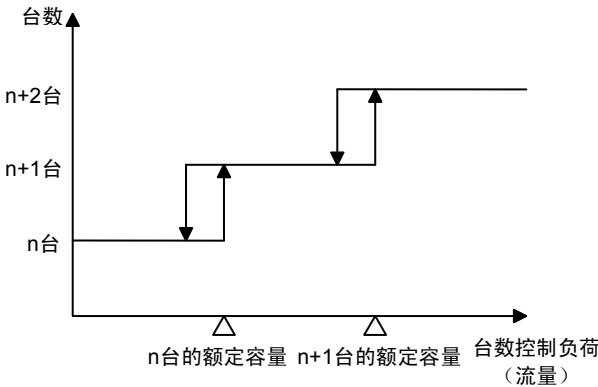 台数
n+2台
n+1台
n台
n台的额定容量 n+1台的额定容量
台数控制负荷
（流量）